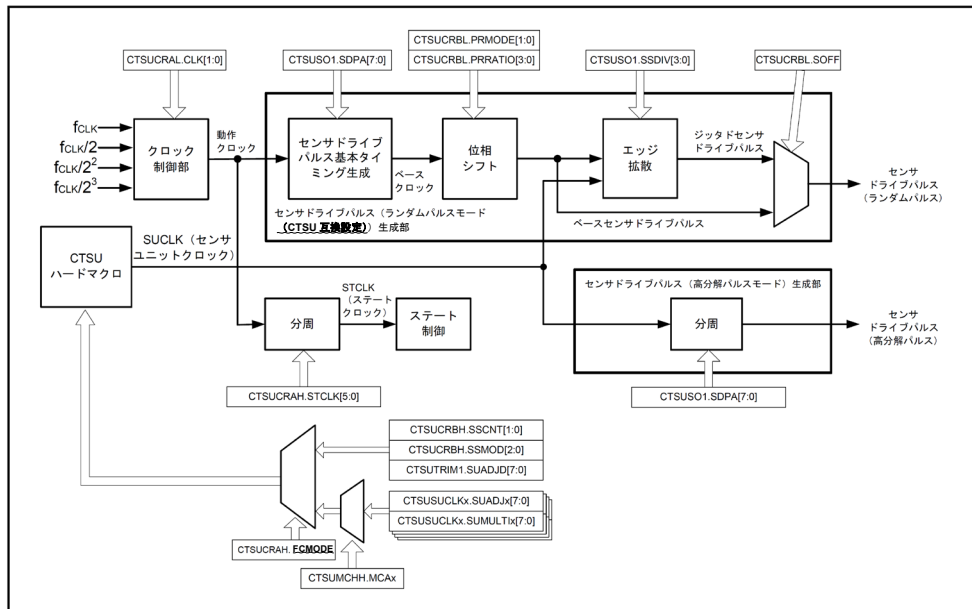 CTSUCRAL.CLK[1:0]
CTSUSO1.SDPA[7:0]
CTSUCRBL.PRMODE[1:0]
CTSUCRBL.PRRATIO[3:0]
CTSUSO1.SSDIV[3:0]
CTSUCRBL.SOFF
fCLK
fCLK/2
fCLK/2²
fCLK/2³
クロック
制御部
動作
クロック
センサドライブ
パルス基本タイ
ミング生成
ベース
クロック
位相
シフト
エッジ
拡散
ジッタドセンサ
ドライブパルス
ベースセンサドライブパルス
センサ
ドライブパルス
(ランダムパルス)
センサドライブパルス(ランダムパルスモード
(CTSU 互換設定))生成部
CTSU
ハードマクロ
SUCLK(センサ
ユニットクロック)
分周
STCLK
(ステート
クロック)
ステート
制御
CTSUCRAH.STCLK[5:0]
センサドライブパルス(高分解パルスモード)生成部
分周
センサ
ドライブパルス
(高分解パルス)
CTSUSO1.SDPA[7:0]
CTSUCRBH.SSCNT[1:0]
CTSUCRBH.SSMOD[2:0]
CTSUTRIM1.SUADJD[7:0]
CTSUSUCLKx.SUADJx[7:0]
CTSUSUCLKx.SUMULTIx[7:0]
CTSUCRAH. FCMODE
CTSUMCHH.MCAx